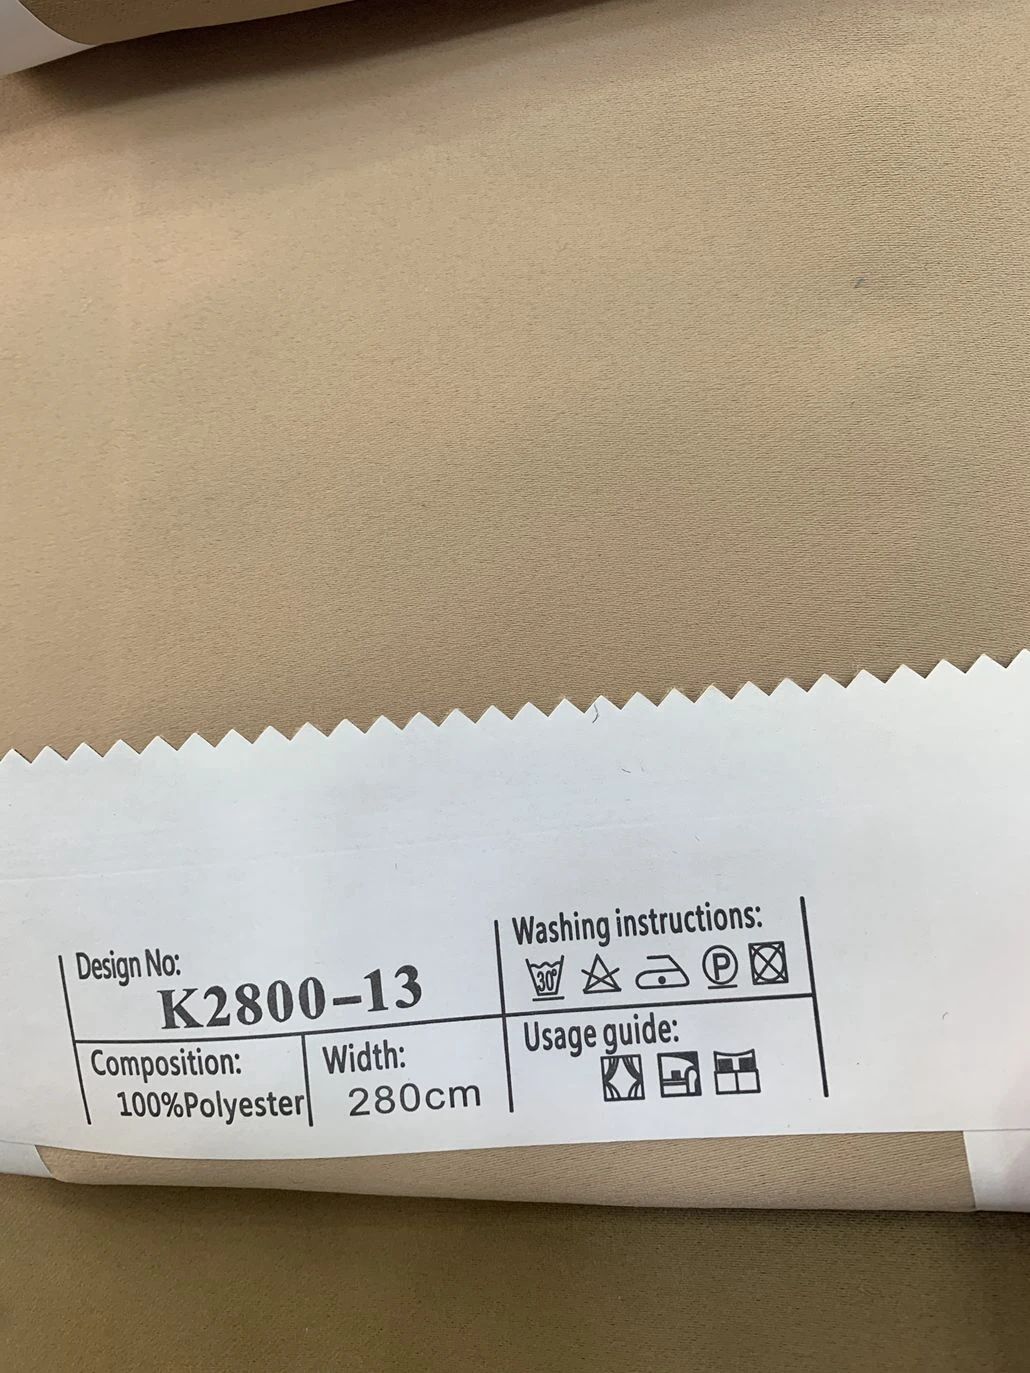 Design No:
K2800-13
Composition:
100%Polyester
Width:
280cm
Washing instructions:
30°
P
Usage guide: